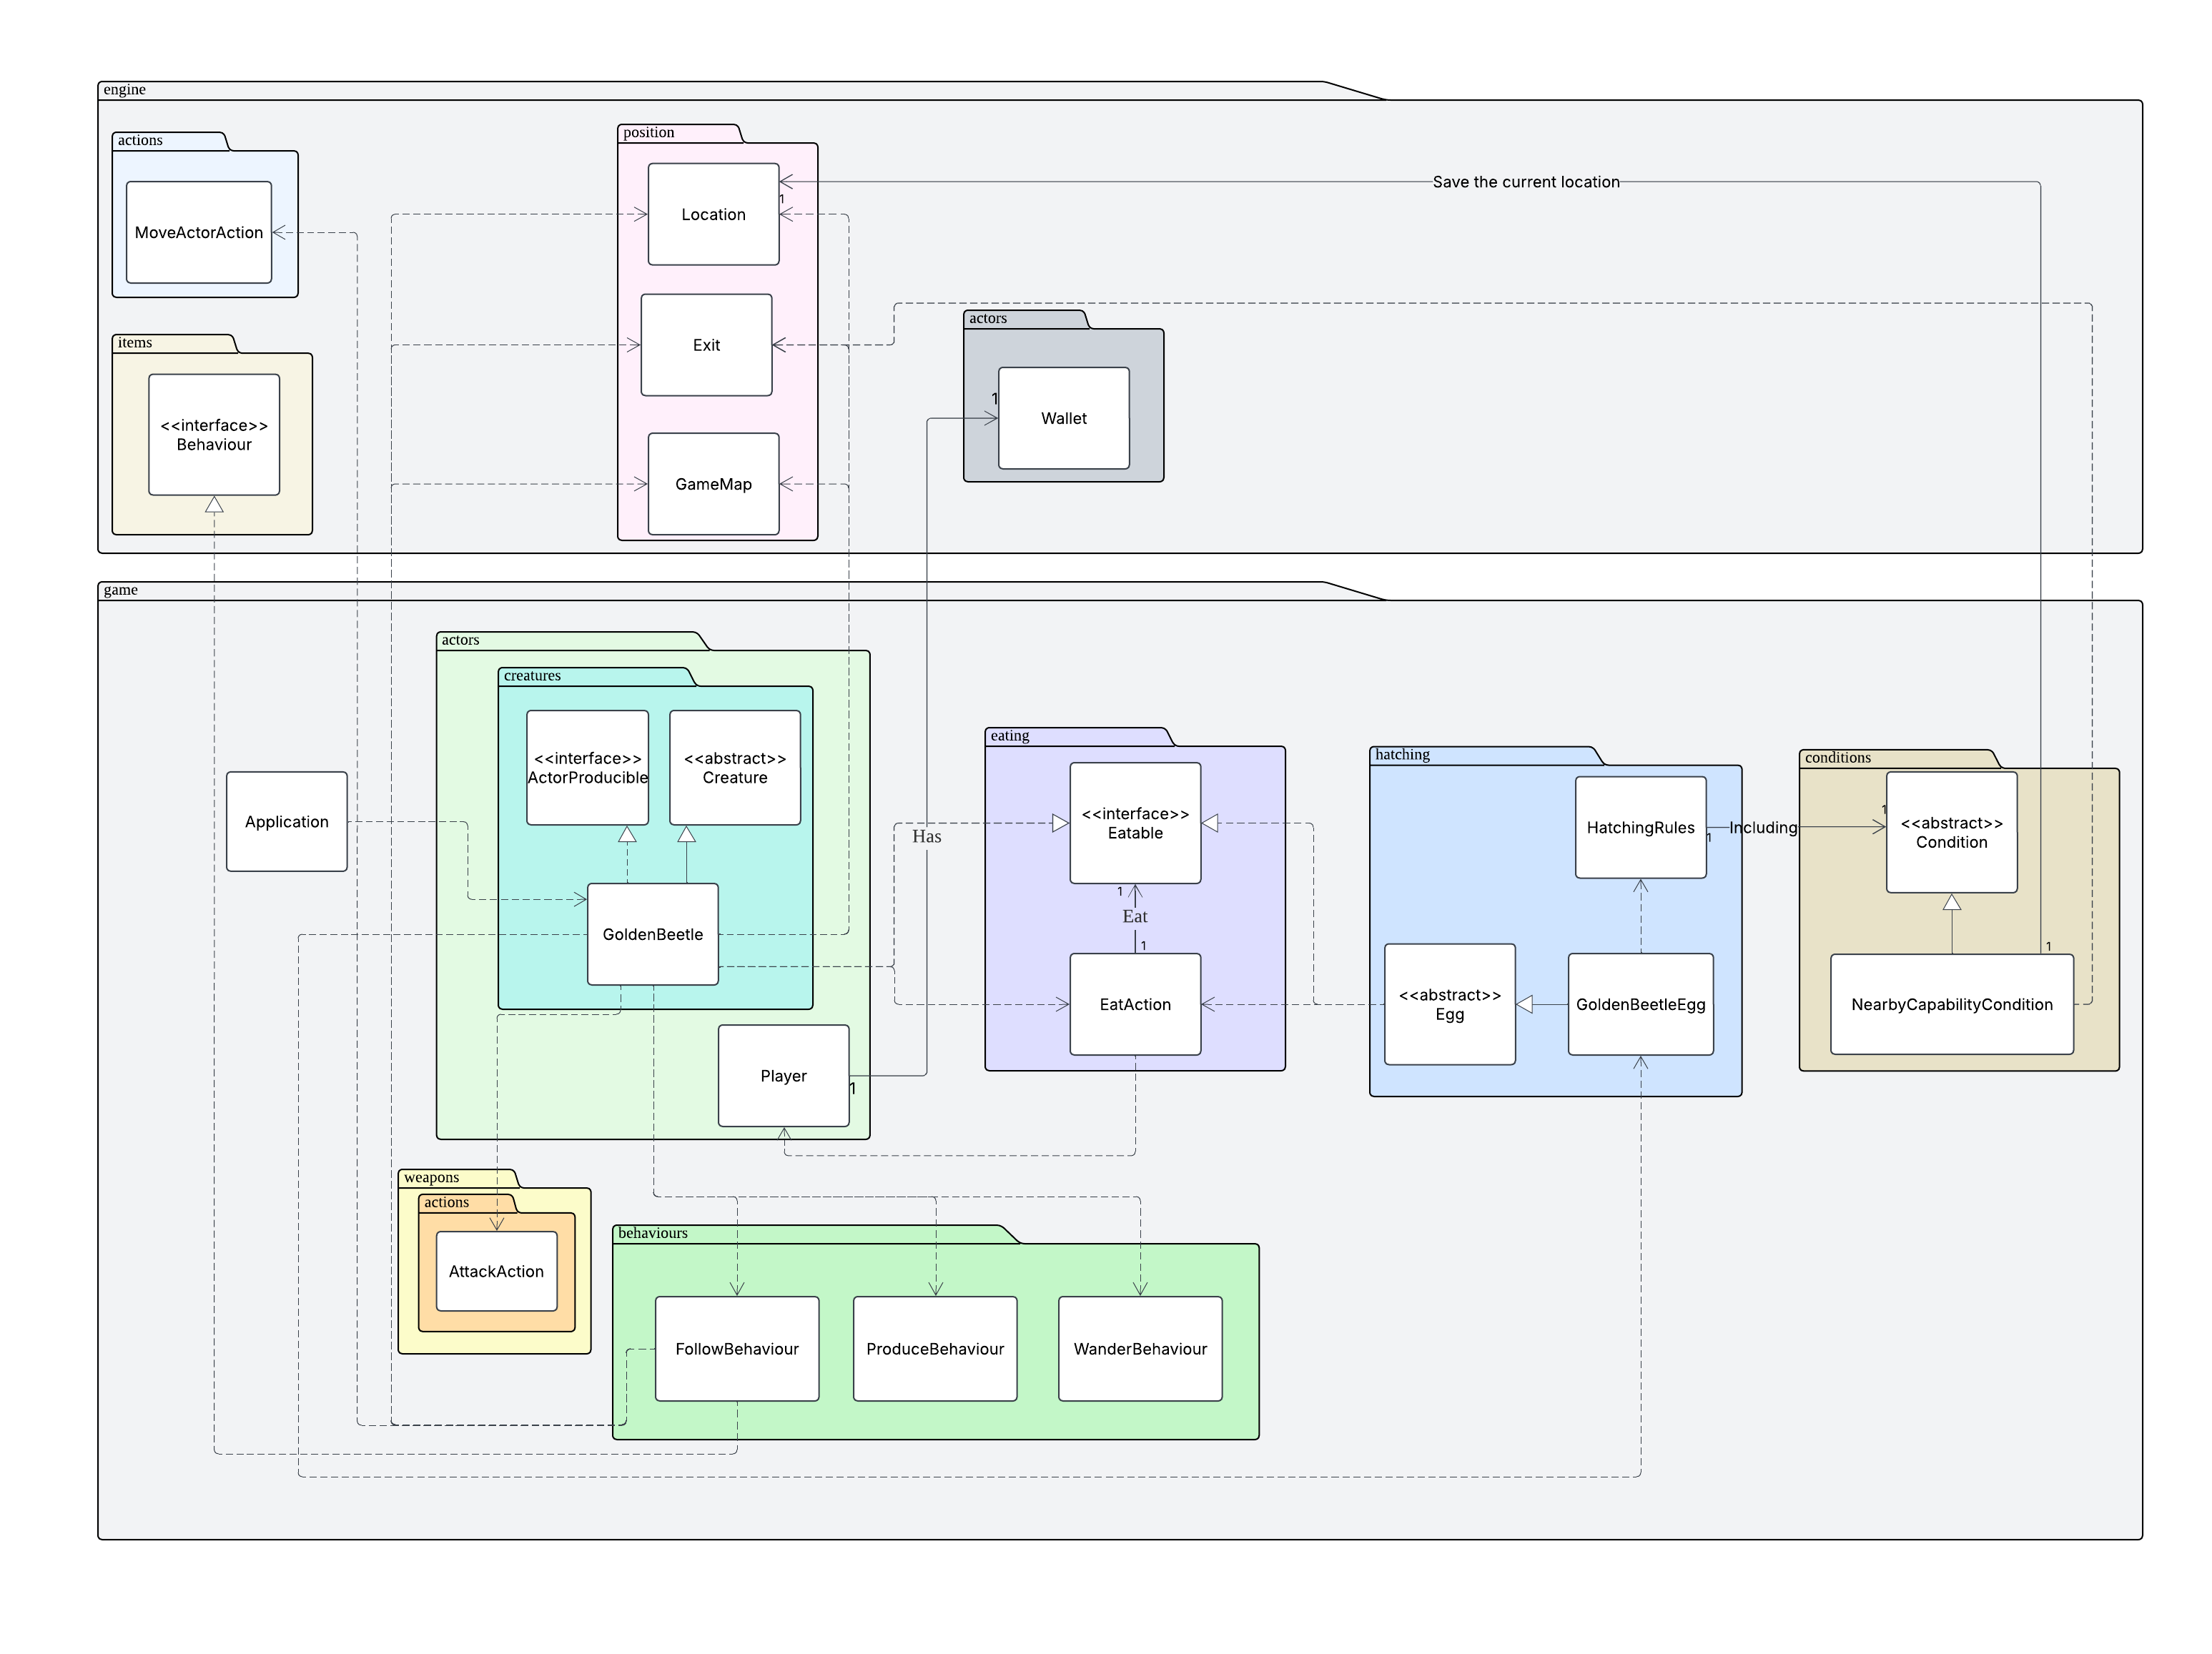 engine
actions
MoveActorAction
items
<<interface>>
Behaviour
position
Location
1
Save the current location
Exit
GameMap
actors
1
Wallet
game
Application
actors
creatures
<<interface>>
ActorProducible
<<abstract>>
Creature
GoldenBeetle
Player
1
Has
eating
<<interface>>
Eatable
1
Eat
1
EatAction
hatching
HatchingRules
1
Including
<<abstract>>
Egg
GoldenBeetleEgg
conditions
1
<<abstract>>
Condition
1
NearbyCapabilityCondition
weapons
actions
AttackAction
behaviours
FollowBehaviour
ProduceBehaviour
WanderBehaviour